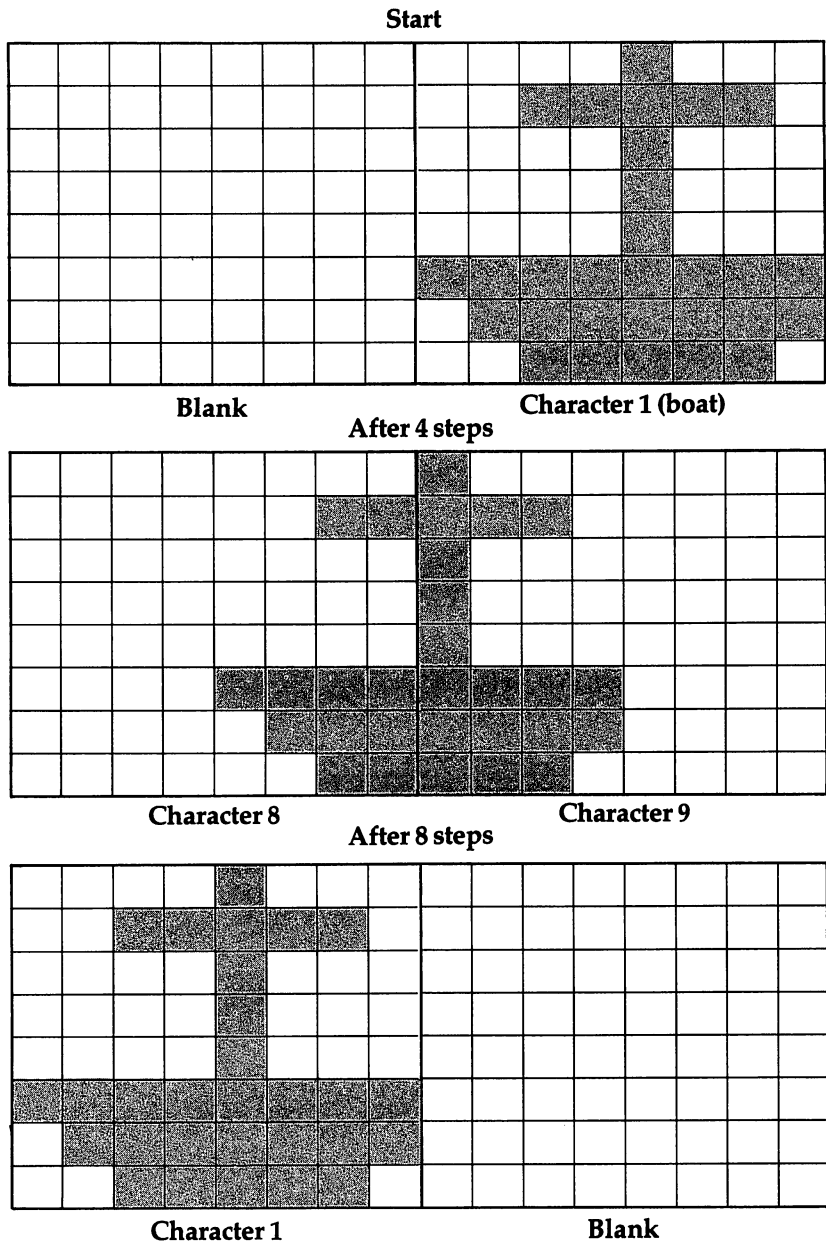 Start
Blank
Character 1 (boat)
After 4 steps
Character 8
Character 9
After 8 steps
Character 1
Blank